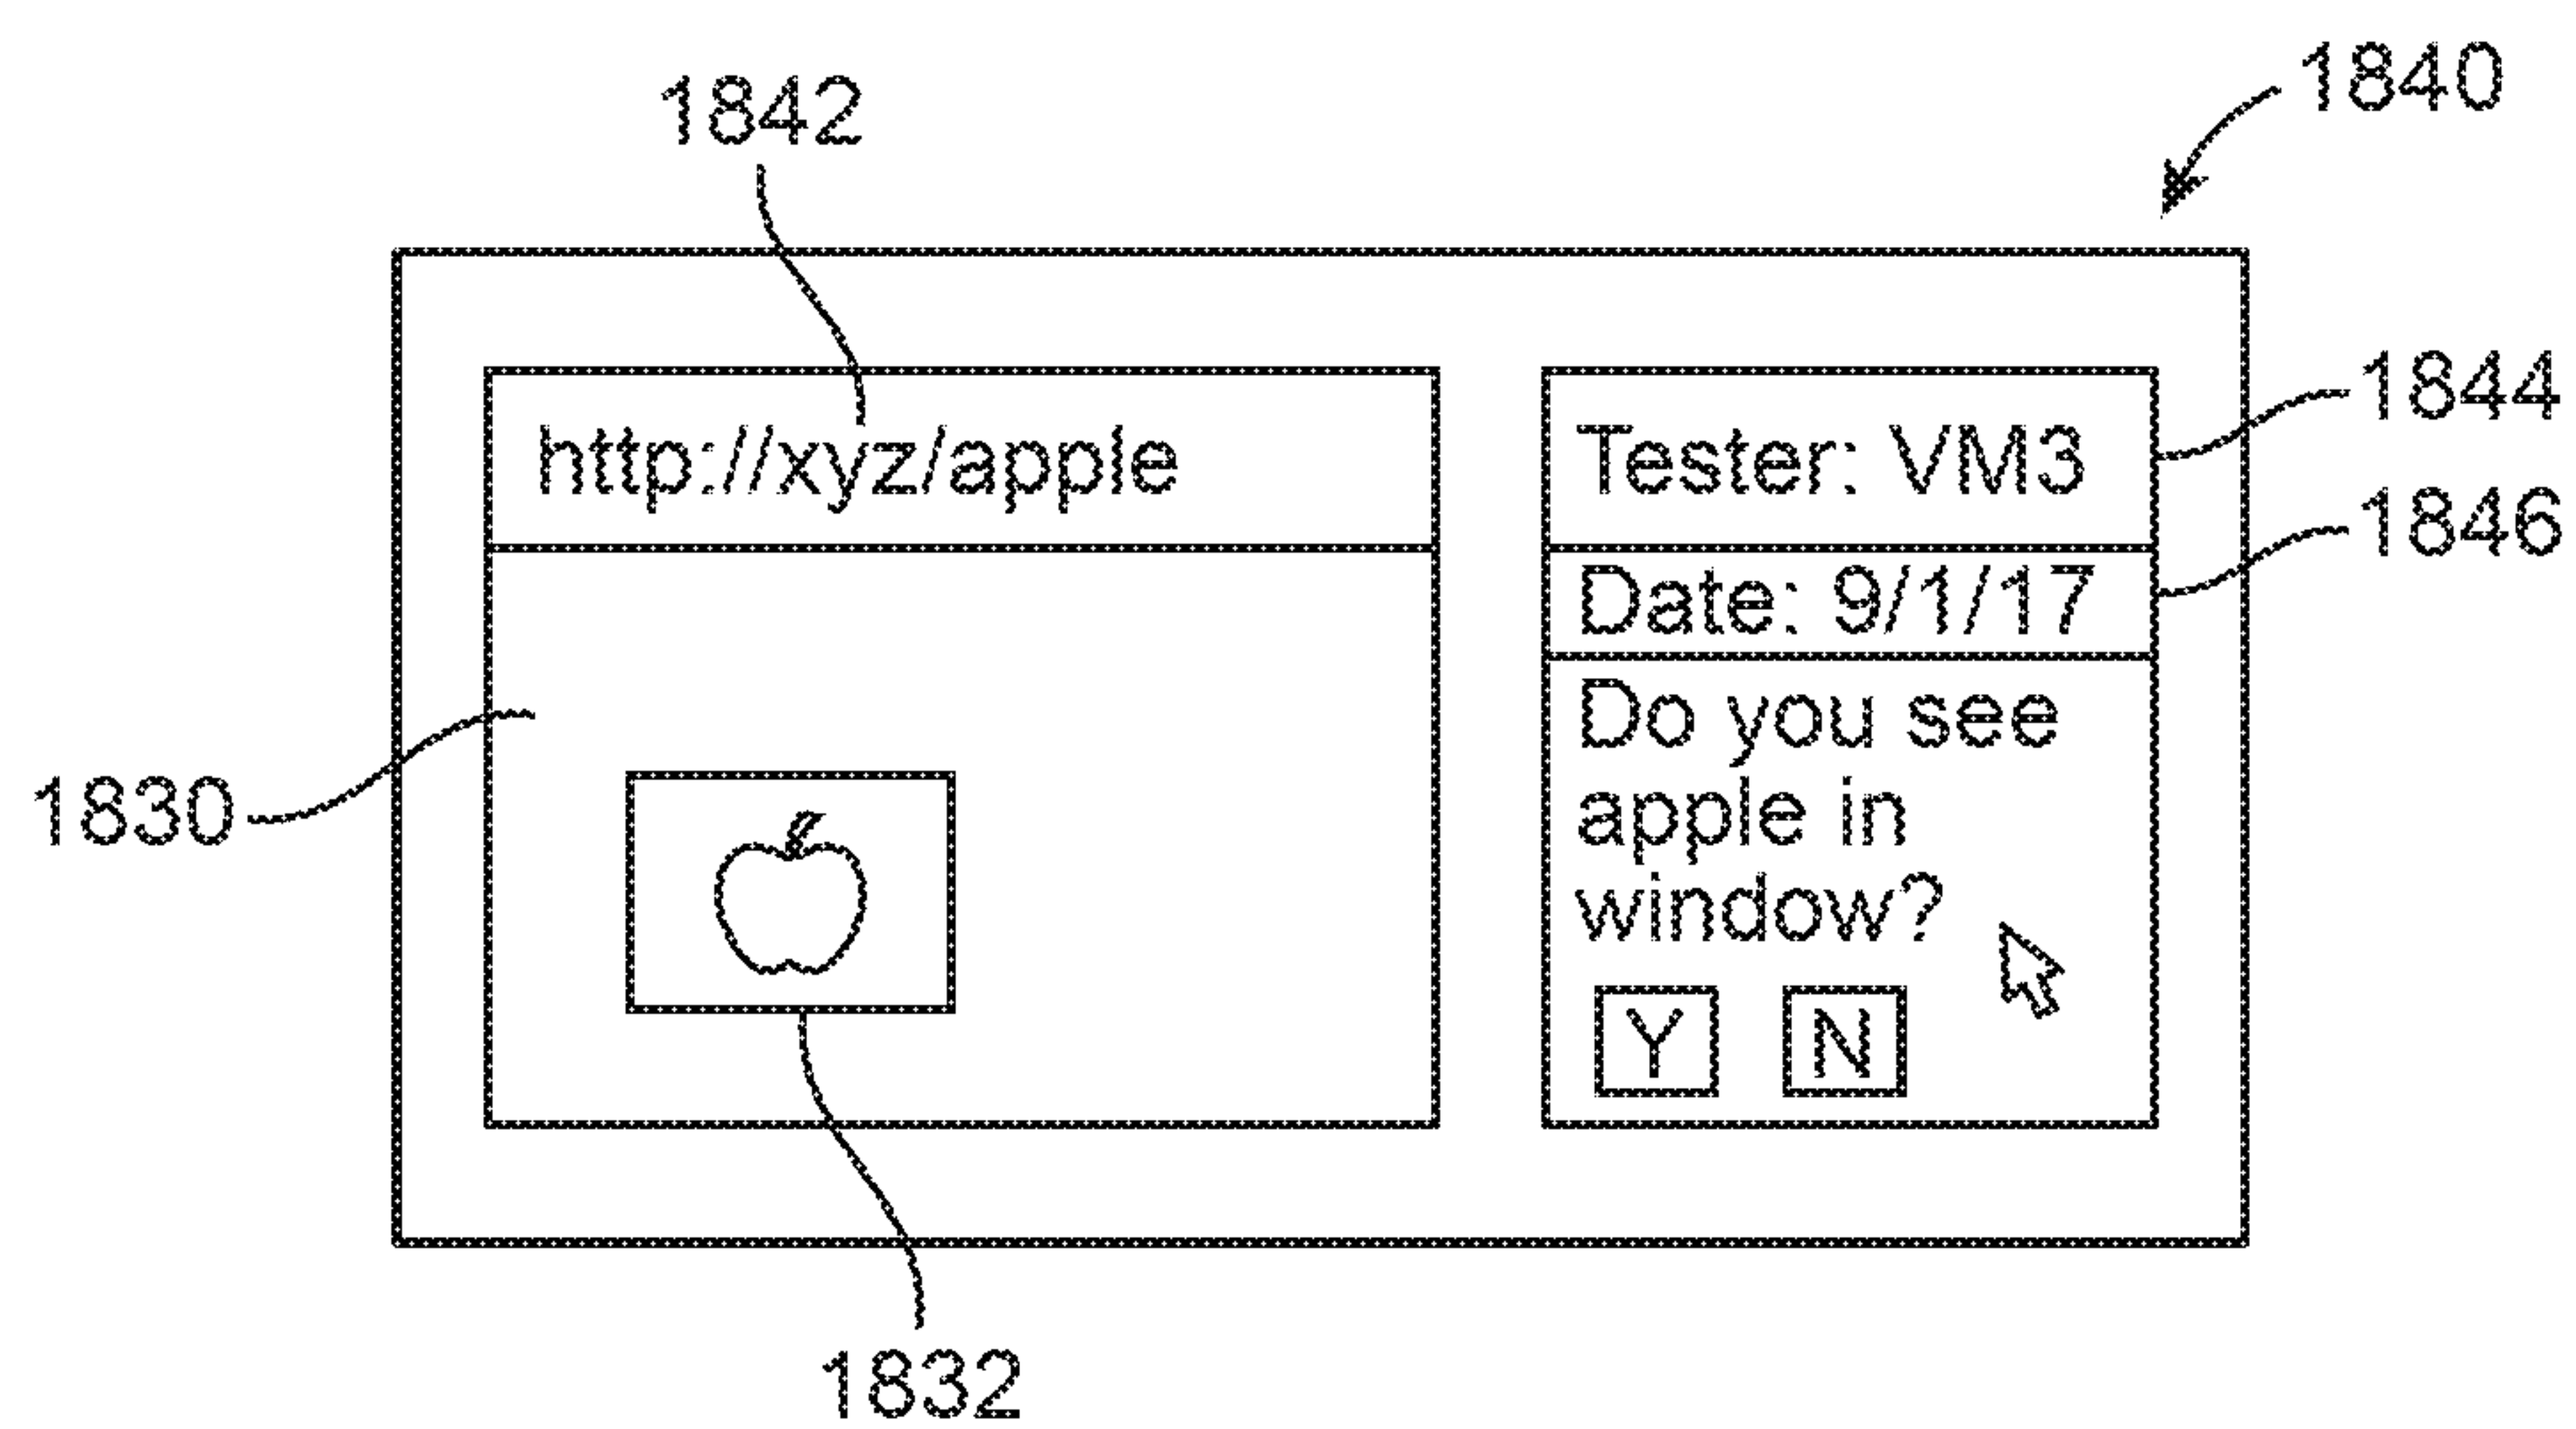 1840
1842
1844
1846
http://xyz/apple
Tester: VM3
Date: 9/1/17
Do you see
apple in
window?
Y N
1830
1832